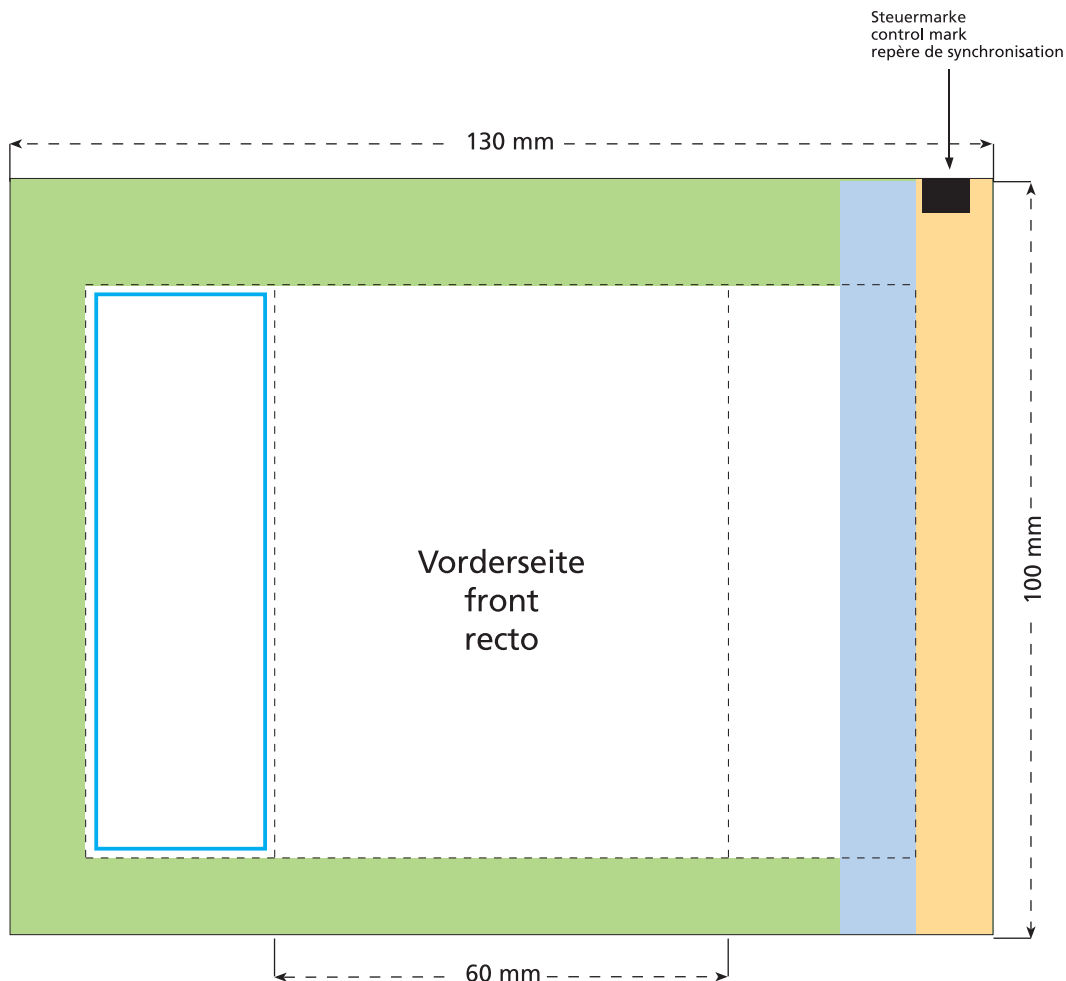 Steuermarke
control mark
repère de synchronisation
130 mm
Vorderseite
front
recto
100 mm
60 mm